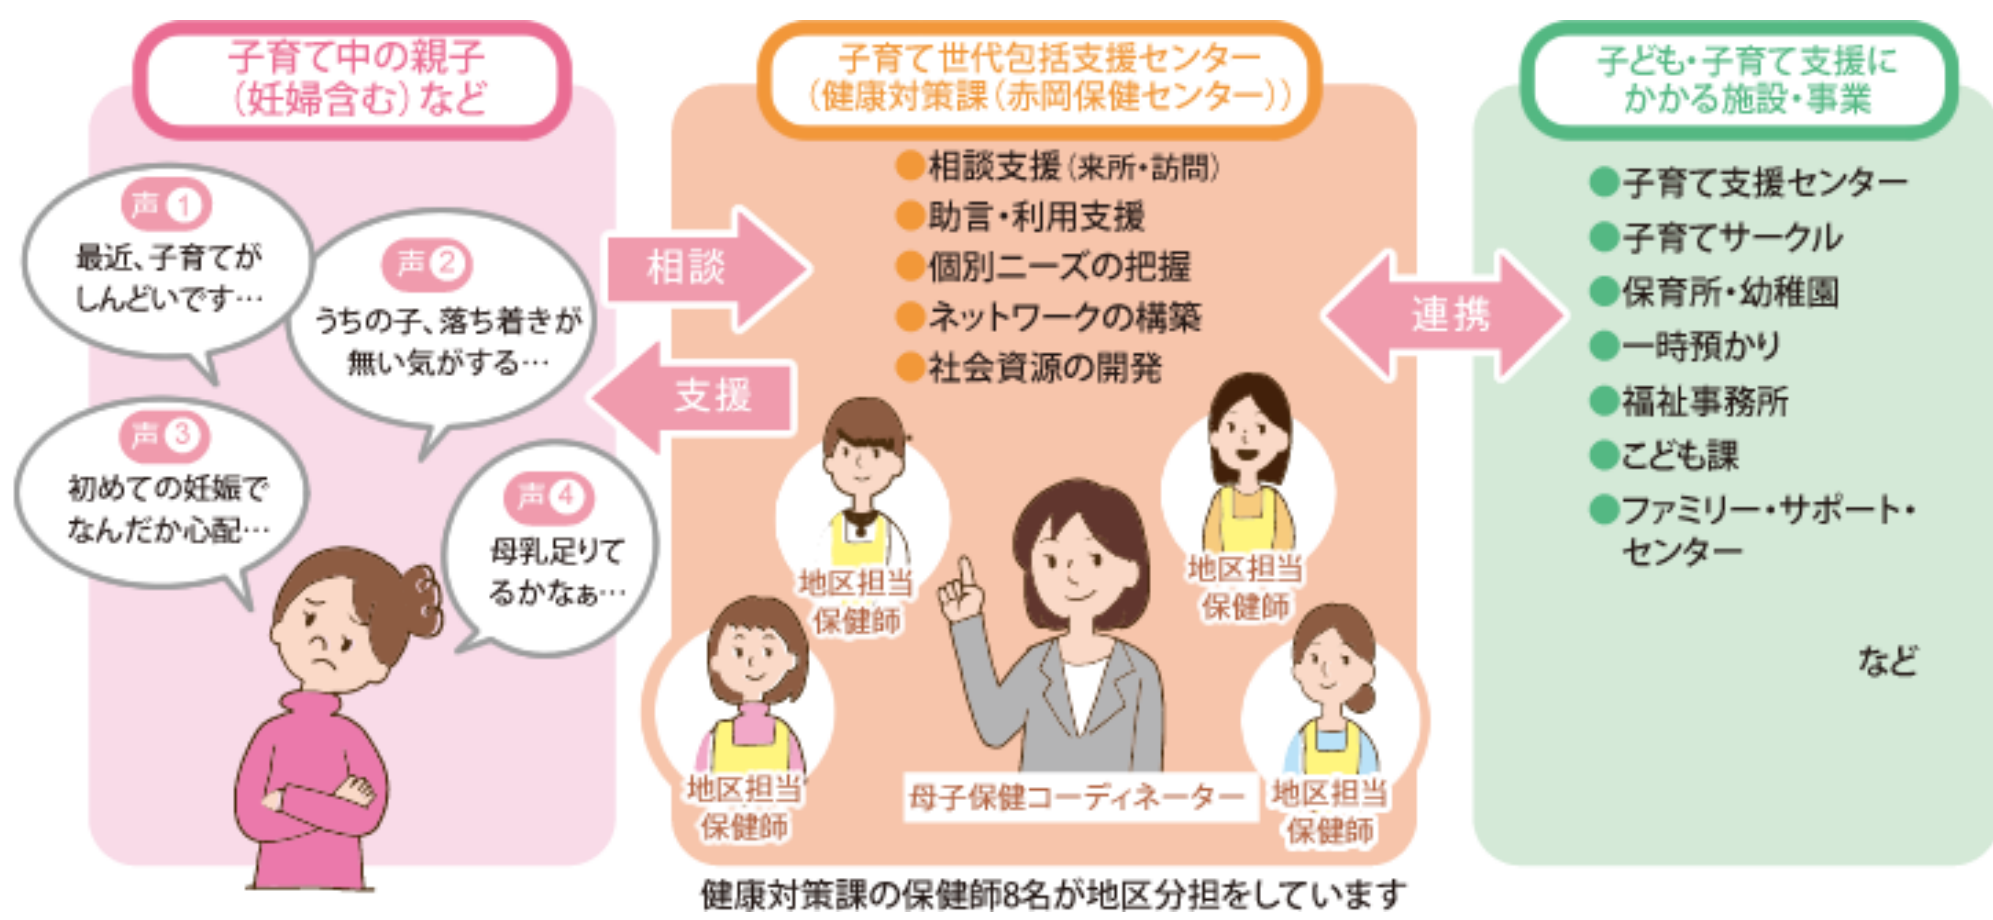 子育て中の親子
（妊婦含む）など
声1
最近、子育てが
しんどいです…
声2
うちの子、落ち着きが
無い気がする…
声3
初めての妊娠で
なんだか心配…
声4
母乳足りて
るかなぁ…
相談
支援
子育て世代包括支援センター
（健康対策課（赤岡保健センター））
●相談支援（来所・訪問）
●助言・利用支援
●個別ニーズの把握
●ネットワークの構築
●社会資源の開発
地区担当
保健師
地区担当
保健師
地区担当
保健師
母子保健コーディネーター
地区担当
保健師
健康対策課の保健師8名が地区分担をしています
連携
子ども・子育て支援に
かかる施設・事業
●子育て支援センター
●子育てサークル
●保育所・幼稚園
●一時預かり
●福祉事務所
●こども課
●ファミリー・サポート・
センター
など